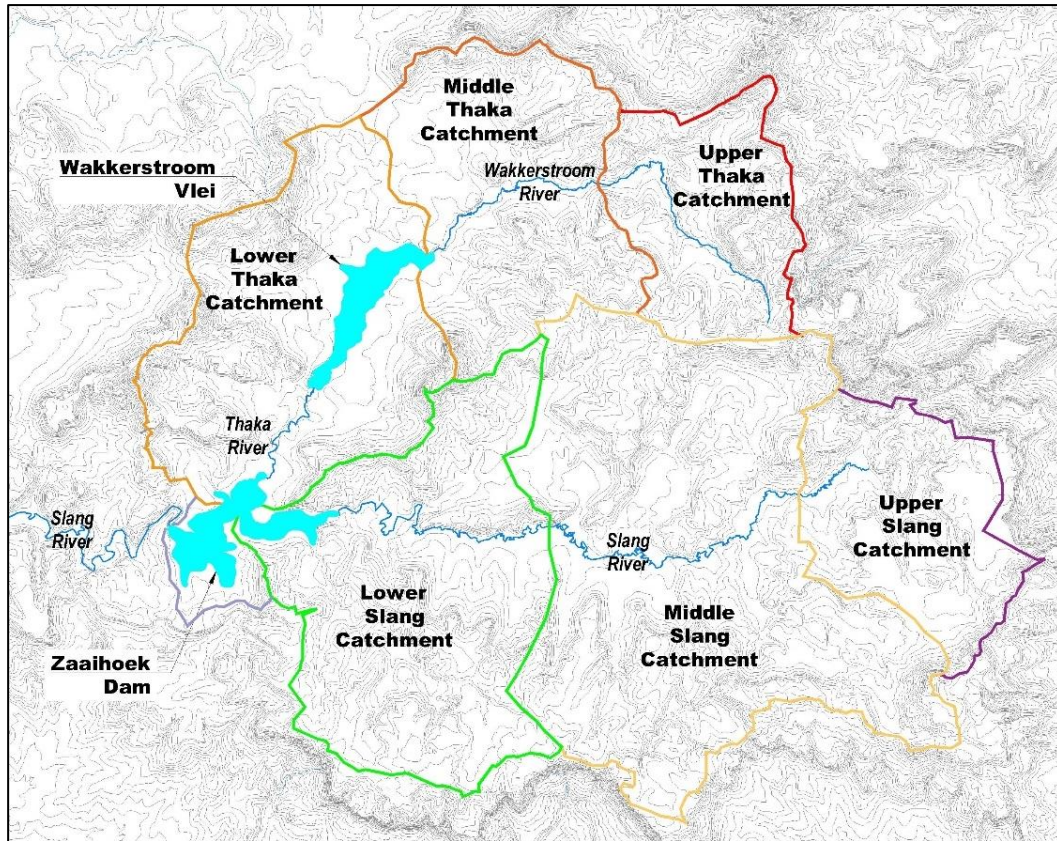 Middle
Thaka
Catchment
Wakkerstroom
Vlei
Wakkerstroom
River
Upper
Thaka
Catchment
Lower
Thaka
Catchment
Thaka
River
Slang
River
Upper
Slang
Catchment
Slang
River
Lower
Slang
Catchment
Middle
Slang
Catchment
Zaaihoek
Dam